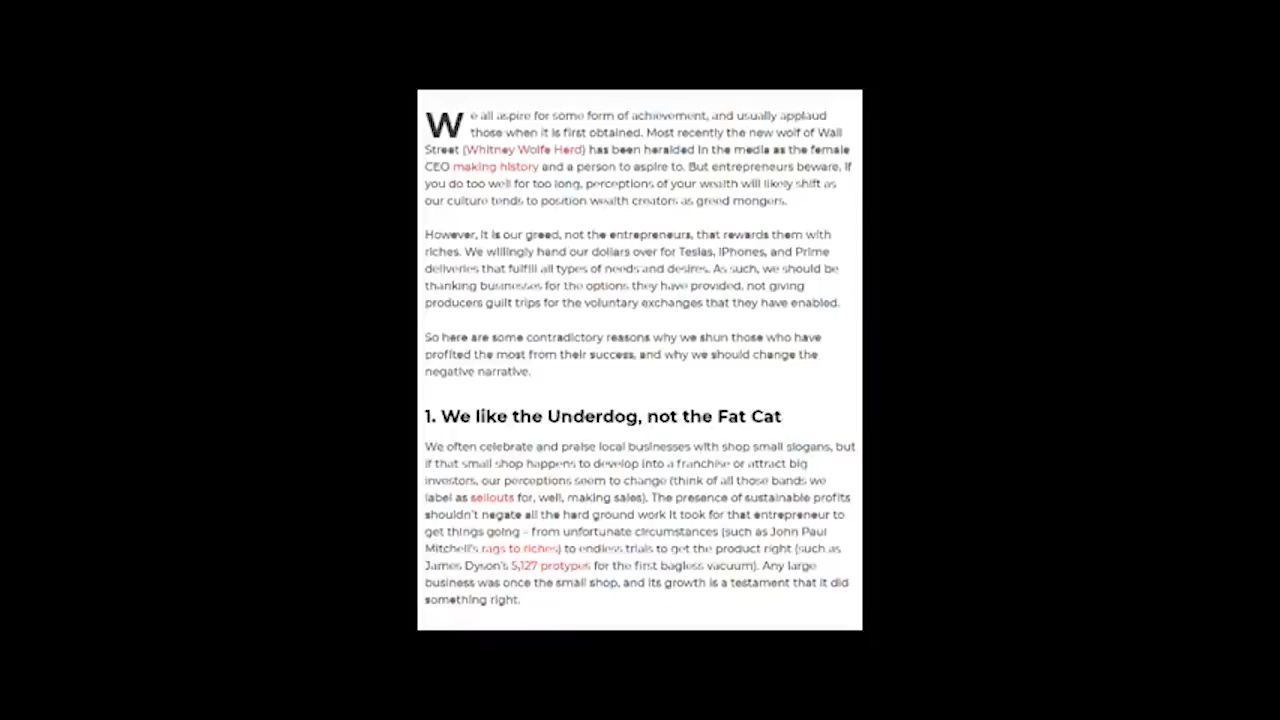 We all aspire for some form of achievement, and usually applaud
those when it is first obtained. Most recently the new wolf of Wall
Street (Whitney Wolfe Herd) has been heralded in the media as the female
CEO making history and a person to aspire to. But entrepreneurs beware, if
you do too well for too long, perceptions of your wealth will likely shift as
our culture tends to position wealth creators as greed mongers.
However, it is our greed, not the entrepreneurs, that rewards them with
riches. We willingly hand our dollars over for Teslas, iPhones, and Prime
deliveries that fulfill all types of needs and desires. As such, we should be
thanking businesses for the options they have provided, not giving
producers guilt trips for the voluntary exchanges that they have enabled.
So here are some contradictory reasons why we shun those who have
profited the most from their success, and why we should change the
negative narrative.
1. We like the Underdog, not the Fat Cat
We often celebrate and praise local businesses with shop small slogans, but
if that small shop happens to develop into a franchise or attract big
investors, our perceptions seem to change (think of all those bands we
label as sellouts for, well, making sales). The presence of sustainable profits
shouldn't negate all the hard ground work it took for that entrepreneur to
get things going – from unfortunate circumstances (such as John Paul
Mitchell's rags to riches) to endless trials to get the product right (such as
James Dyson's 5,127 protypes for the first bagless vacuum). Any large
business was once the small shop, and its growth is a testament that it did
something right.